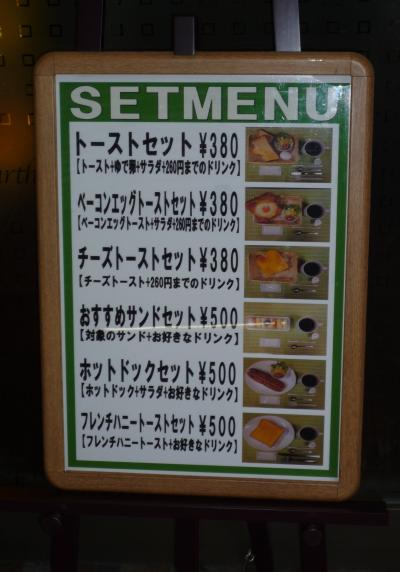 SETMENU
トーストセット ¥380
【トースト+ゆで卵+サラダ+260円までのドリンク】
ベーコンエッグトーストセット ¥380
【ベーコンエッグトースト+サラダ+260円までのドリンク】
チーズトーストセット ¥380
【チーズトースト+260円までのドリンク】
おすすめサンドセット ¥500
【対象のサンド+お好きなドリンク】
ホットドックセット ¥500
【ホットドック+サラダ+お好きなドリンク】
フレンチハニートーストセット ¥500
【フレンチハニートースト+お好きなドリンク】